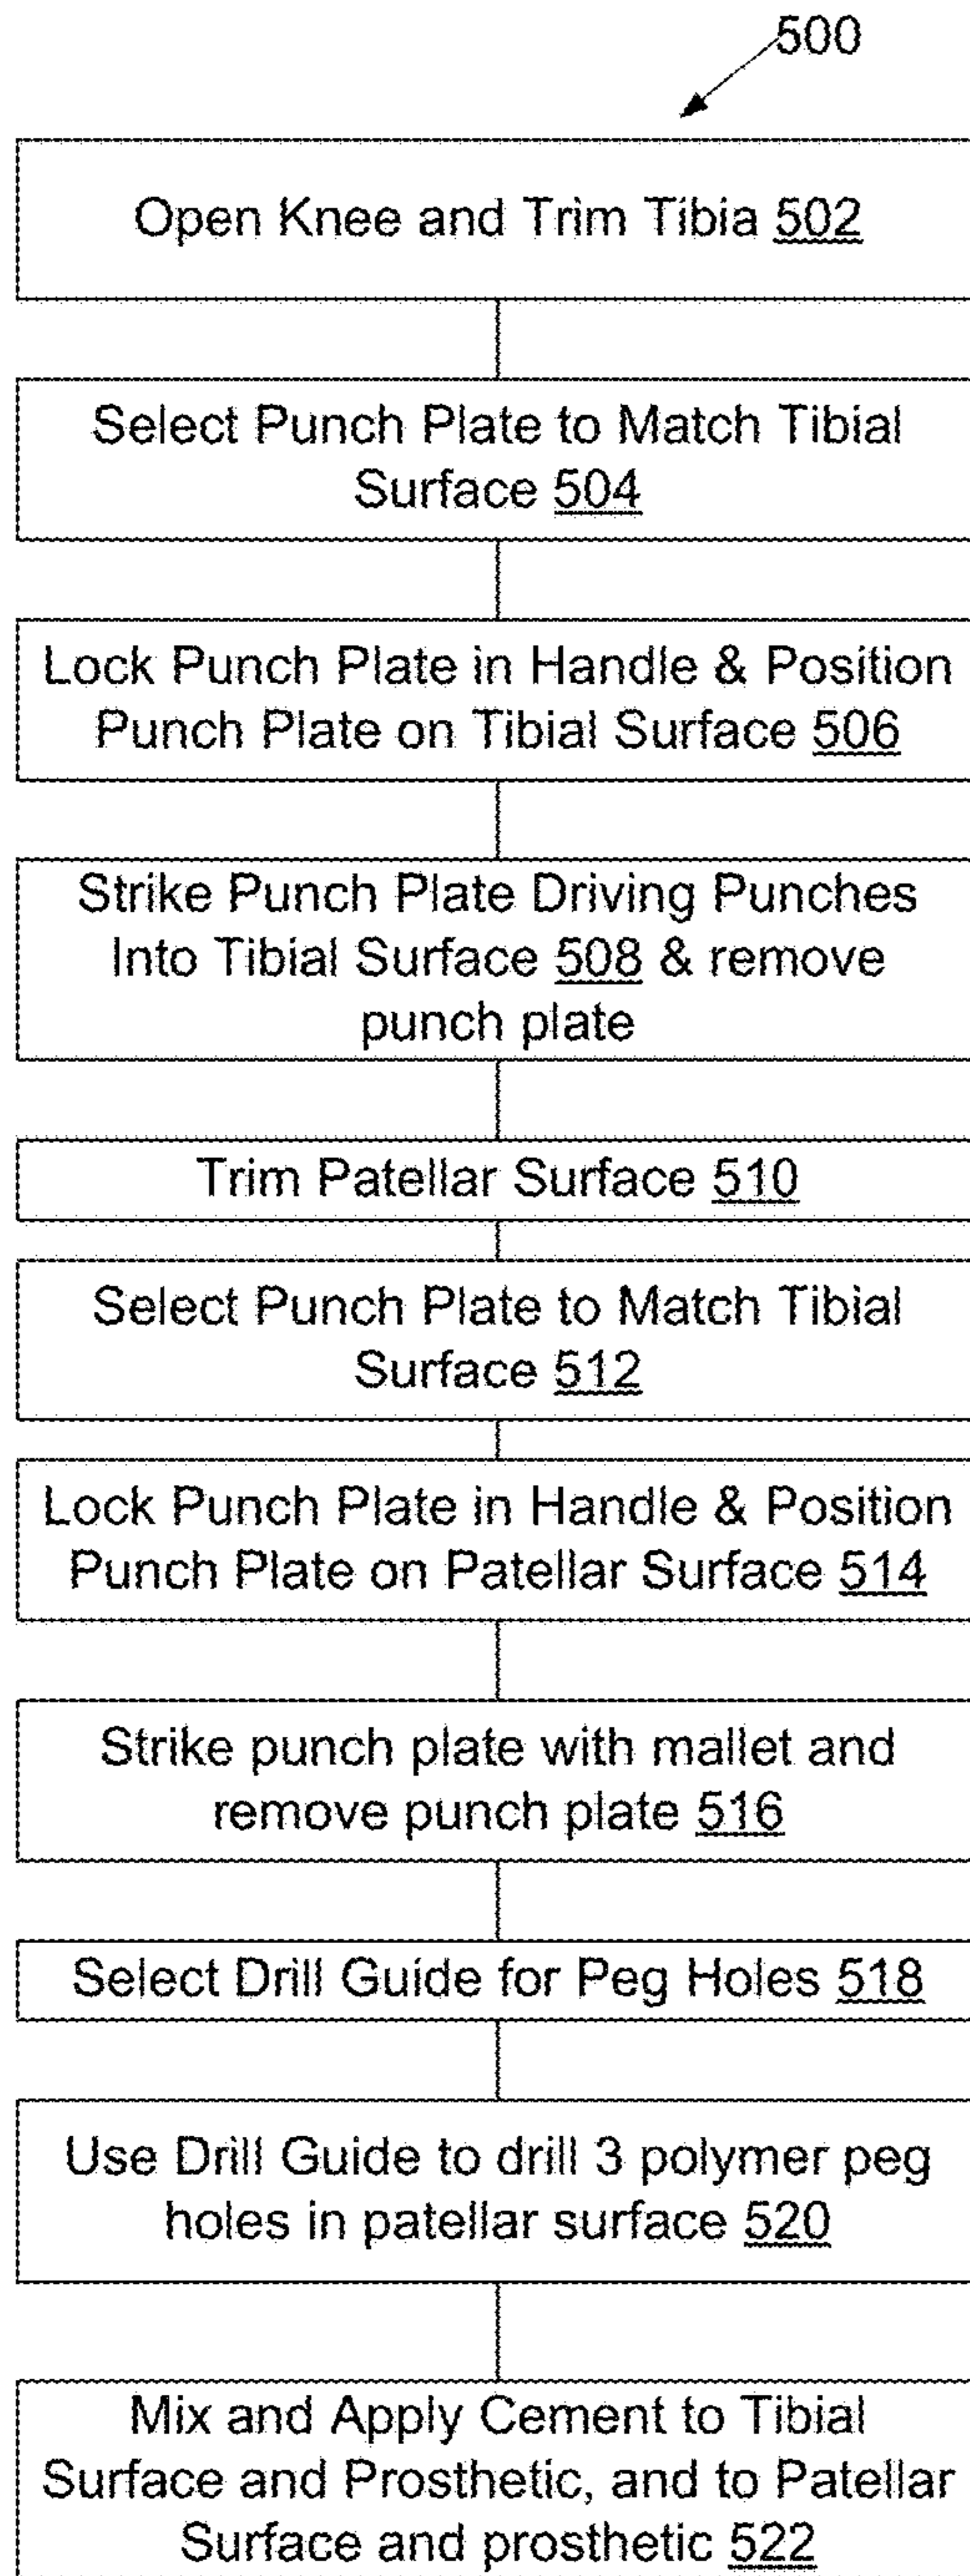 500
Open Knee and Trim Tibia 502
Select Punch Plate to Match Tibial
Surface 504
Lock Punch Plate in Handle & Position
Punch Plate on Tibial Surface 506
Strike Punch Plate Driving Punches
Into Tibial Surface 508 & remove
punch plate
Trim Patellar Surface 510
Select Punch Plate to Match Tibial
Surface 512
Lock Punch Plate in Handle & Position
Punch Plate on Patellar Surface 514
Strike punch plate with mallet and
remove punch plate 516
Select Drill Guide for Peg Holes 518
Use Drill Guide to drill 3 polymer peg
holes in patellar surface 520
Mix and Apply Cement to Tibial
Surface and Prosthetic, and to Patellar
Surface and prosthetic 522